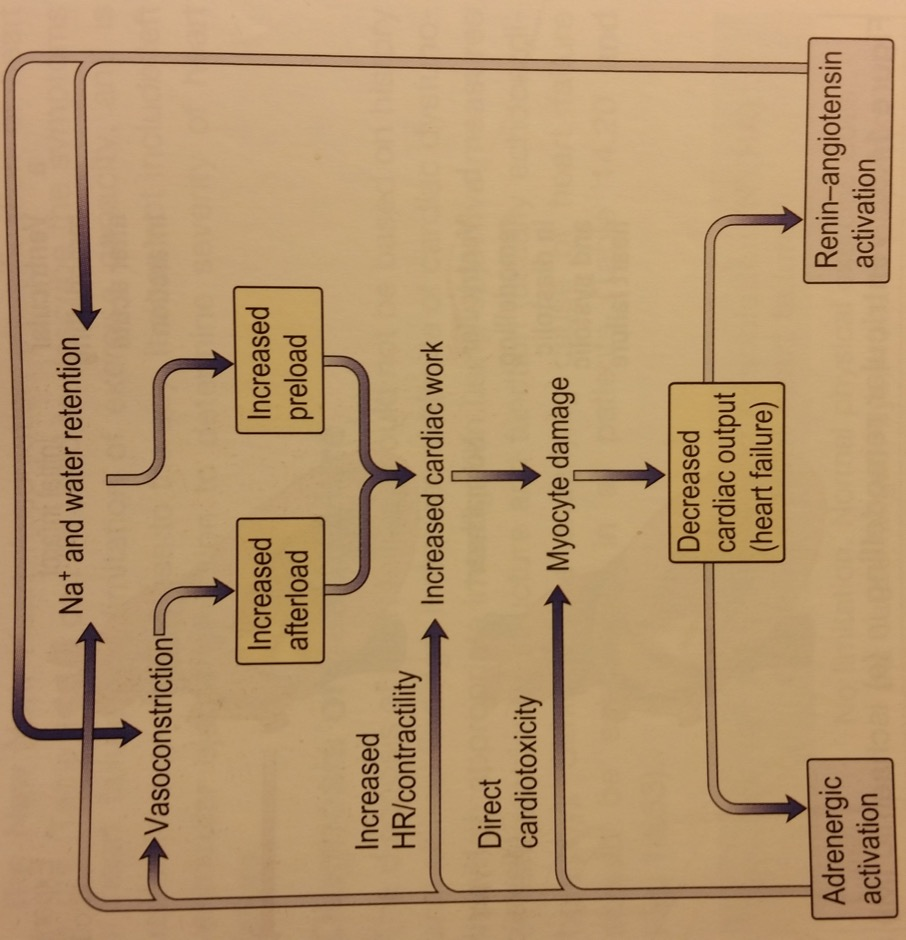 Na⁺ and water retention
Vasoconstriction
Increased
afterload
Increased
preload
Increased
HR/contractility
Increased cardiac work
Direct
cardiotoxicity
Myocyte damage
Decreased
cardiac output
(heart failure)
Adrenergic
activation
Renin–angiotensin
activation